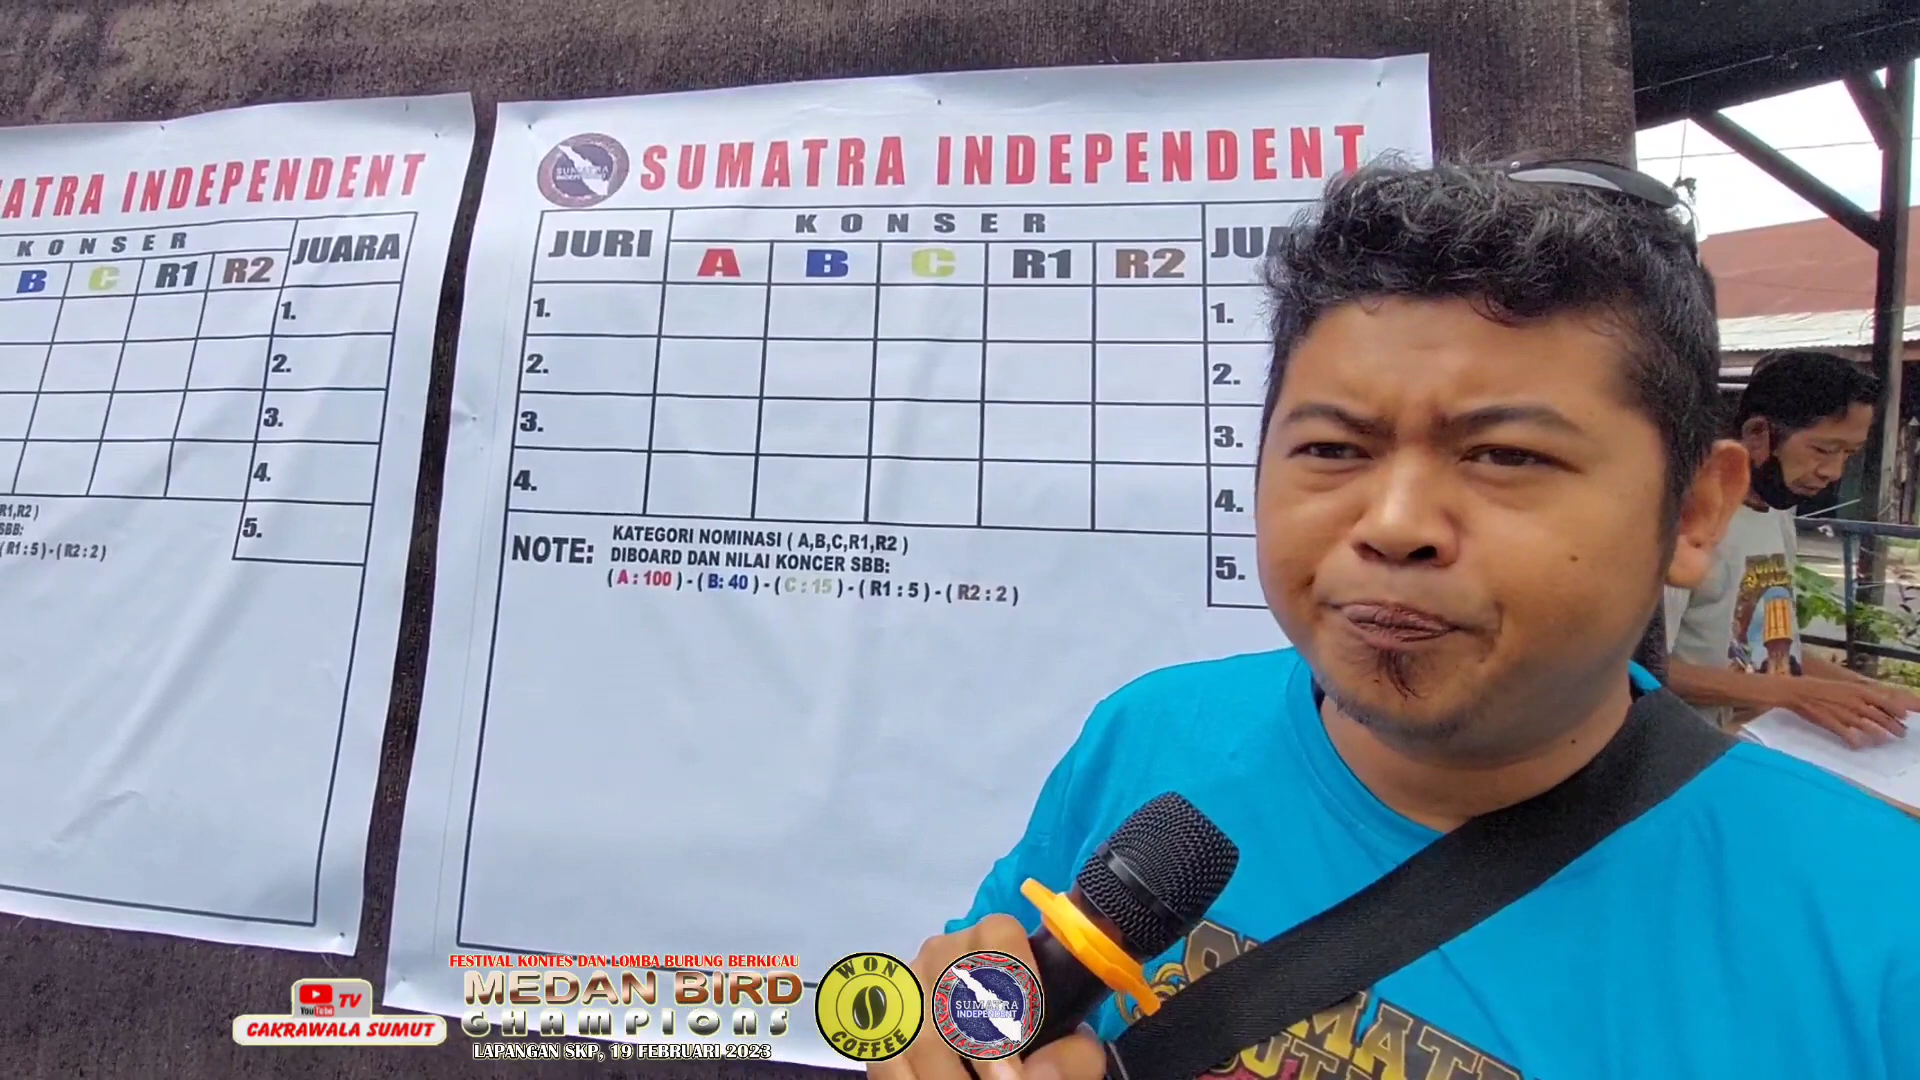 ATRA INDEPENDENT
KONSER
JUARA
B C R1 R2
1.
2.
3.
4.
5.
R1,R2 )
SBB:
( R1 : 5 ) - ( R2 : 2 )
SUMATRA INDEPENDENT
SUMATRA INDEPENDENT
JURI
KONSER
A B C R1 R2
1.
2.
3.
4.
1.
2.
3.
4.
5.
NOTE:
KATEGORI NOMINASI ( A,B,C,R1,R2 )
DIBOARD DAN NILAI KONCER SBB:
( A : 100 ) - ( B: 40 ) - ( C : 15 ) - ( R1 : 5 ) - ( R2 : 2 )
YouTube TV
CAKRAWALA SUMUT
FESTIVAL KONTES DAN LOMBA BURUNG BERKICAU
MEDAN BIRD
CHAMPIONS
LAPANGAN SKP, 19 FEBRUARI 2023
WON
COFFEE
SUMATRA
INDEPENDENT